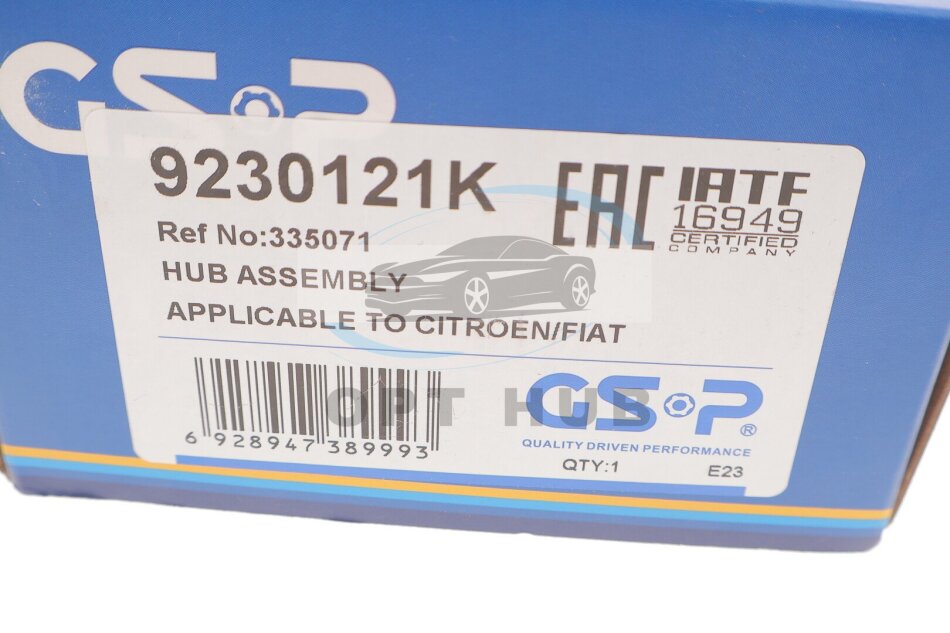 GSP
9230121K
EAC
IATF
16949
CERTIFIED
COMPANY
Ref No:335071
HUB ASSEMBLY
APPLICABLE TO CITROEN/FIAT
OPT HUB
6 928947 389993
GSP®
QUALITY DRIVEN PERFORMANCE
QTY:1
E23